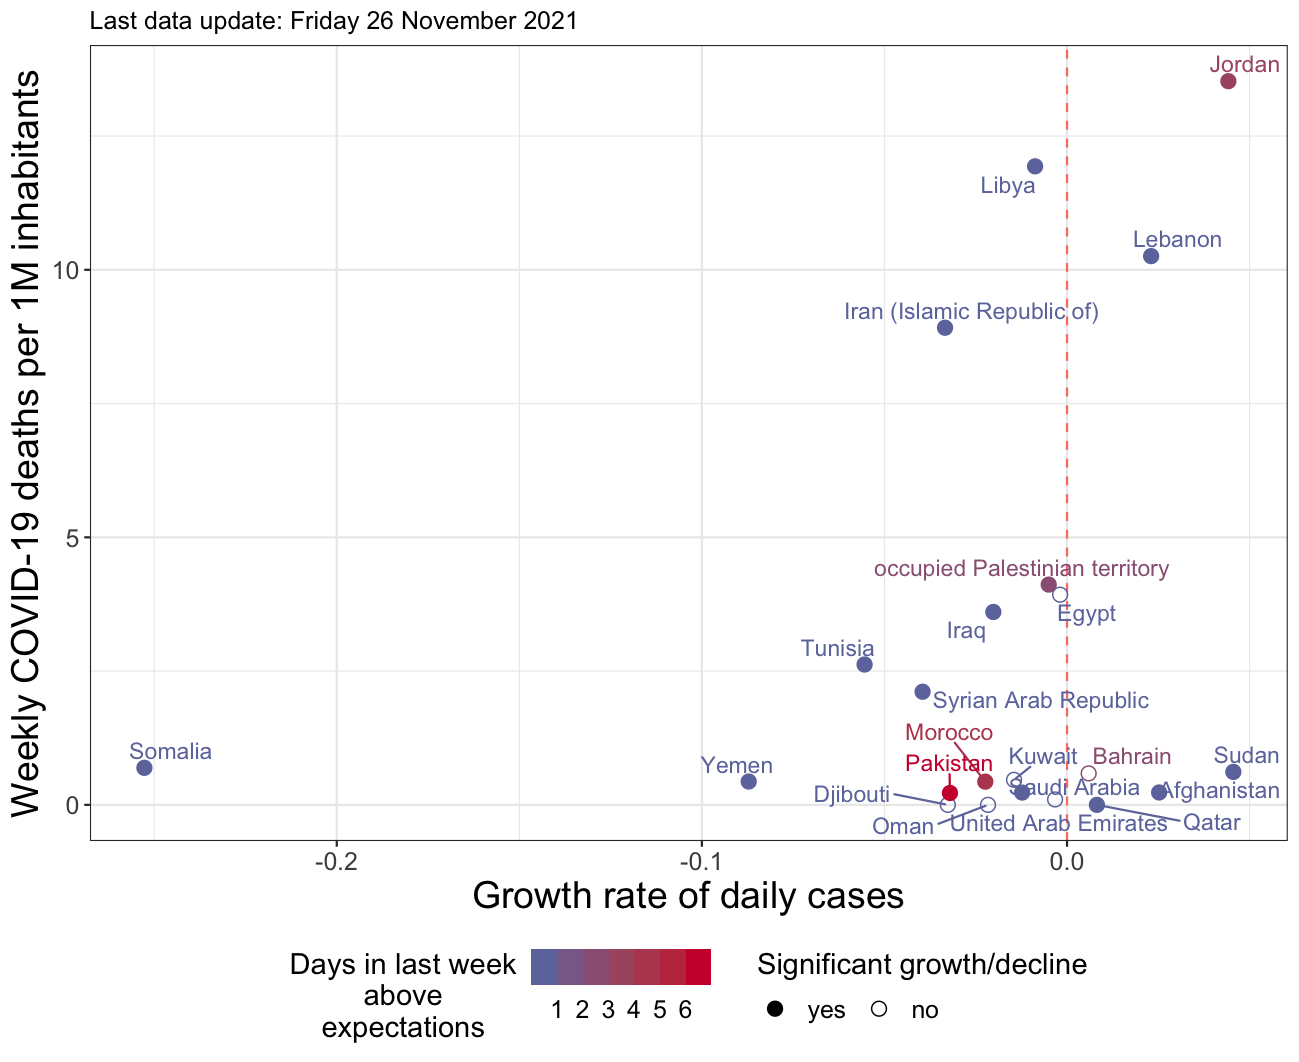 Last data update: Friday 26 November 2021
Weekly COVID-19 deaths per 1M inhabitants
10
5
0
Jordan
Libya
Lebanon
Iran (Islamic Republic of)
occupied Palestinian territory
Egypt
Iraq
Tunisia
Syrian Arab Republic
Morocco
Somalia
Yemen
Pakistan
Kuwait
Bahrain
Sudan
Djibouti
Saudi Arabia
Afghanistan
Oman
United Arab Emirates
Qatar
-0.2
-0.1
0.0
Growth rate of daily cases
Days in last week
above
expectations
1 2 3 4 5 6
Significant growth/decline
yes
no